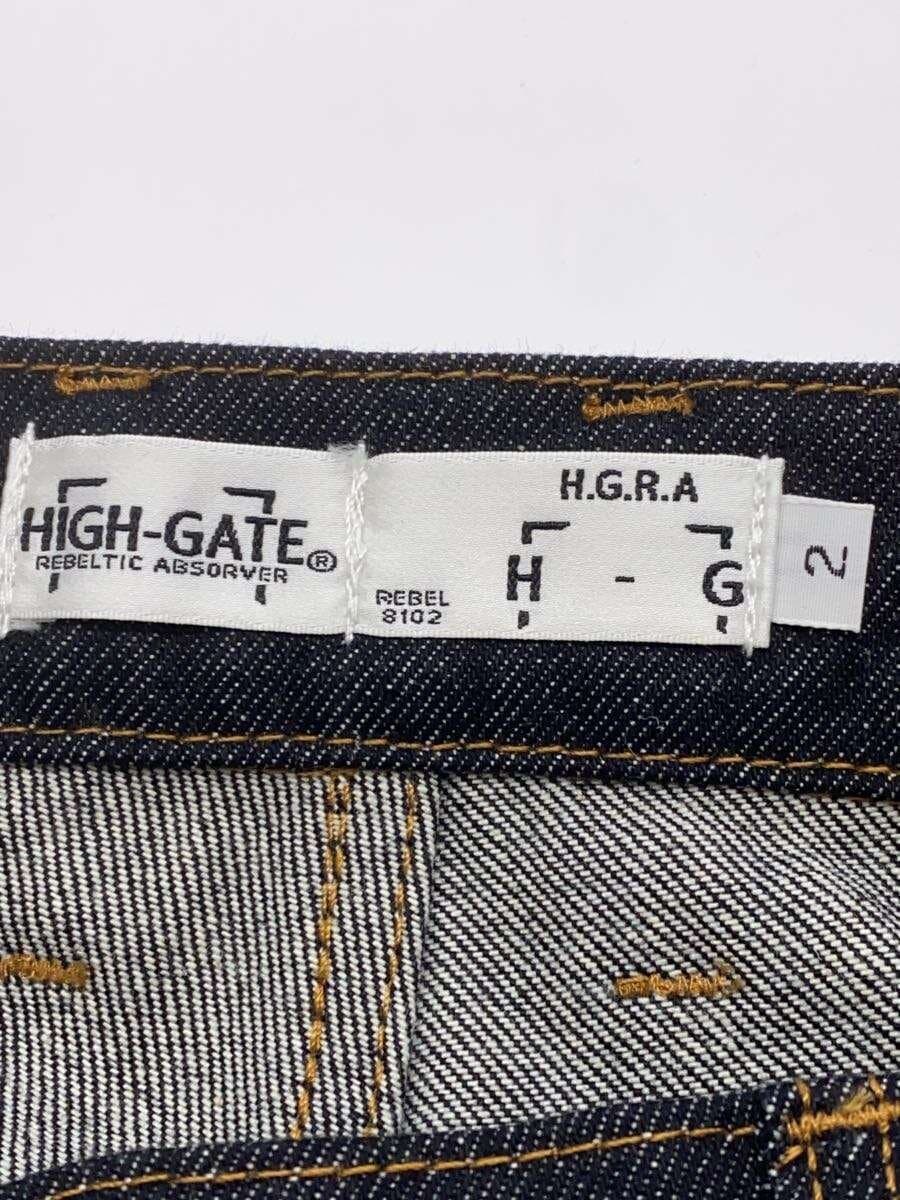 HIGH-GATE®
REBELTIC ABSORVER
H.G.R.A
H - G
REBEL
8102
2